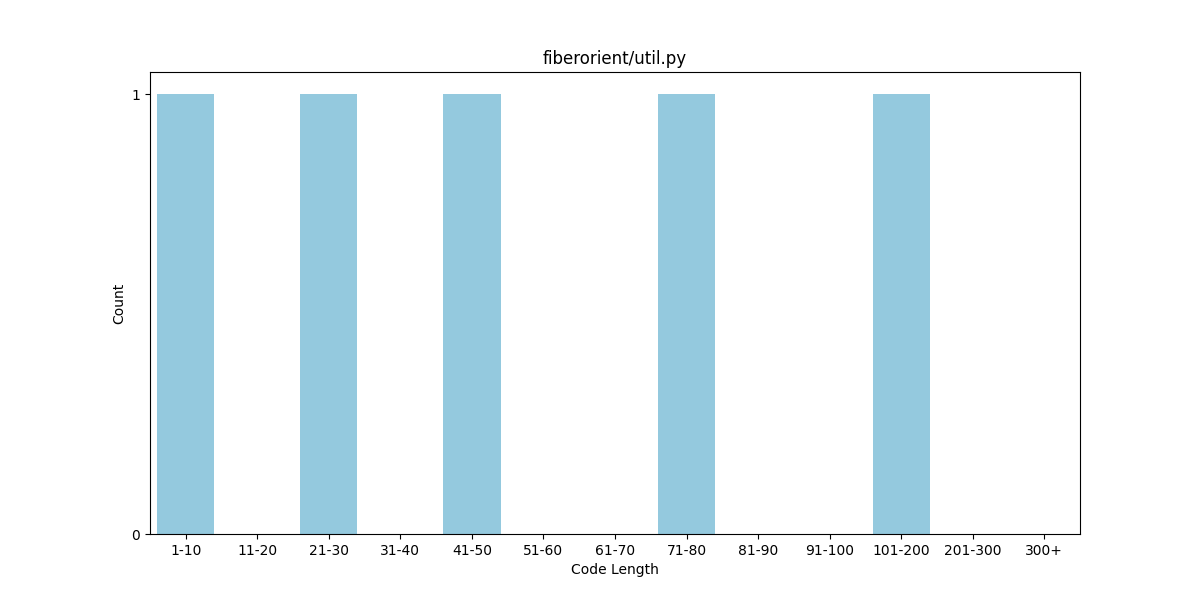 fiberorient/util.py
1
Count
0
1-10 11-20 21-30 31-40 41-50 51-60 61-70 71-80 81-90 91-100 101-200 201-300 300+
Code Length